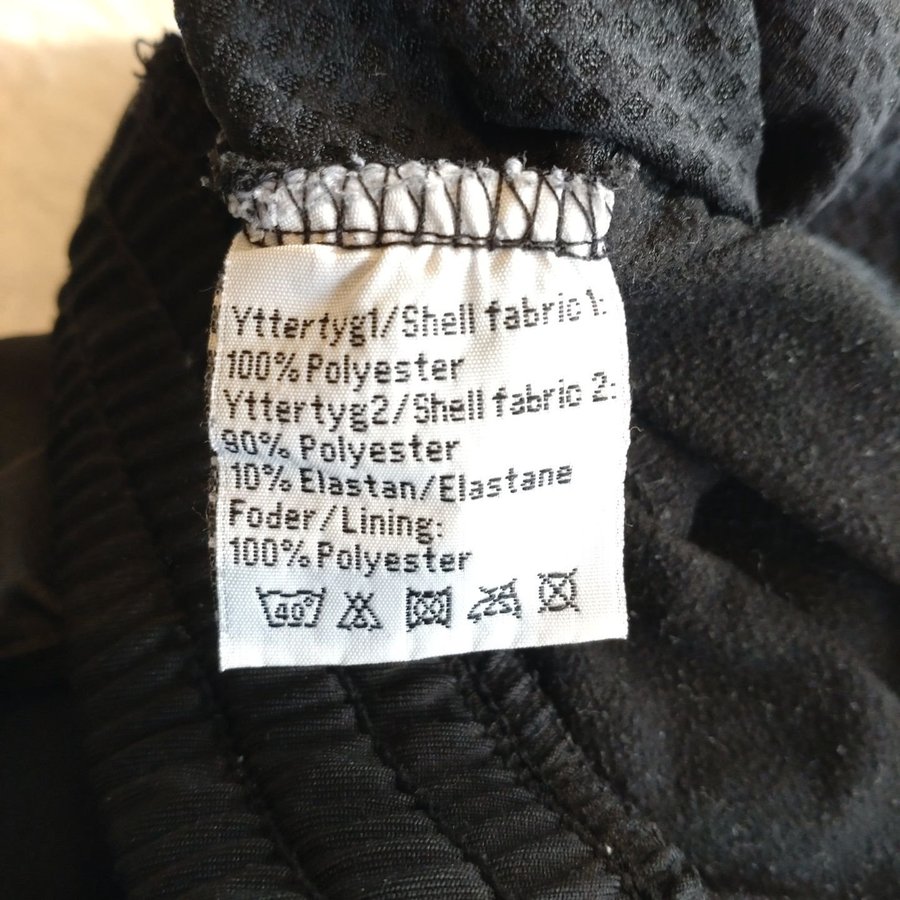 Yttertyg1/Shell fabric 1:
100% Polyester
Yttertyg2/Shell fabric 2:
90% Polyester
10% Elastan/Elastane
Foder/Lining:
100% Polyester
40°